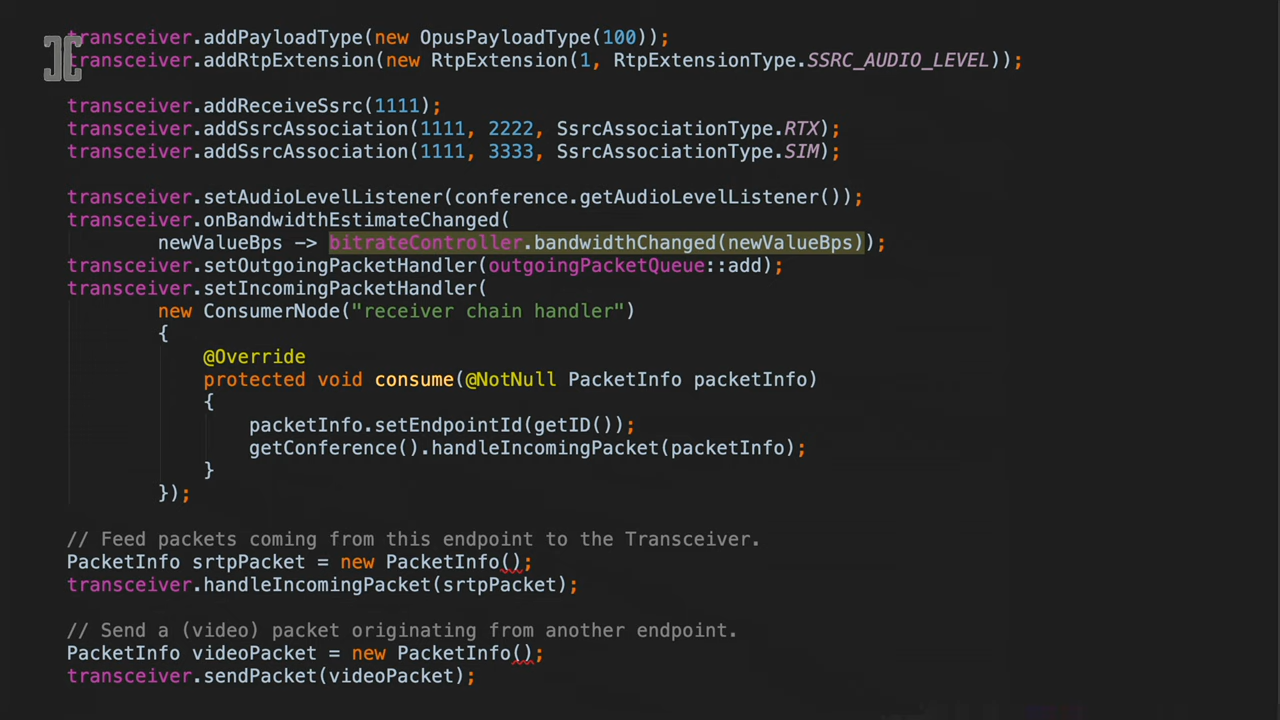 transceiver.addPayloadType(new OpusPayloadType(100));
transceiver.addRtpExtension(new RtpExtension(1, RtpExtensionType.SSRC_AUDIO_LEVEL));
transceiver.addReceiveSsrc(1111);
transceiver.addSsrcAssociation(1111, 2222, SsrcAssociationType.RTX);
transceiver.addSsrcAssociation(1111, 3333, SsrcAssociationType.SIM);
transceiver.setAudioLevelListener(conference.getAudioLevelListener());
transceiver.onBandwidthEstimateChanged(
newValueBps -> bitrateController.bandwidthChanged(newValueBps));
transceiver.setOutgoingPacketHandler(outgoingPacketQueue::add);
transceiver.setIncomingPacketHandler(
new ConsumerNode("receiver chain handler")
{
@Override
protected void consume(@NotNull PacketInfo packetInfo)
{
packetInfo.setEndpointId(getID());
getConference().handleIncomingPacket(packetInfo);
}
});
// Feed packets coming from this endpoint to the Transceiver.
PacketInfo srtpPacket = new PacketInfo();
transceiver.handleIncomingPacket(srtpPacket);
// Send a (video) packet originating from another endpoint.
PacketInfo videoPacket = new PacketInfo();
transceiver.sendPacket(videoPacket);